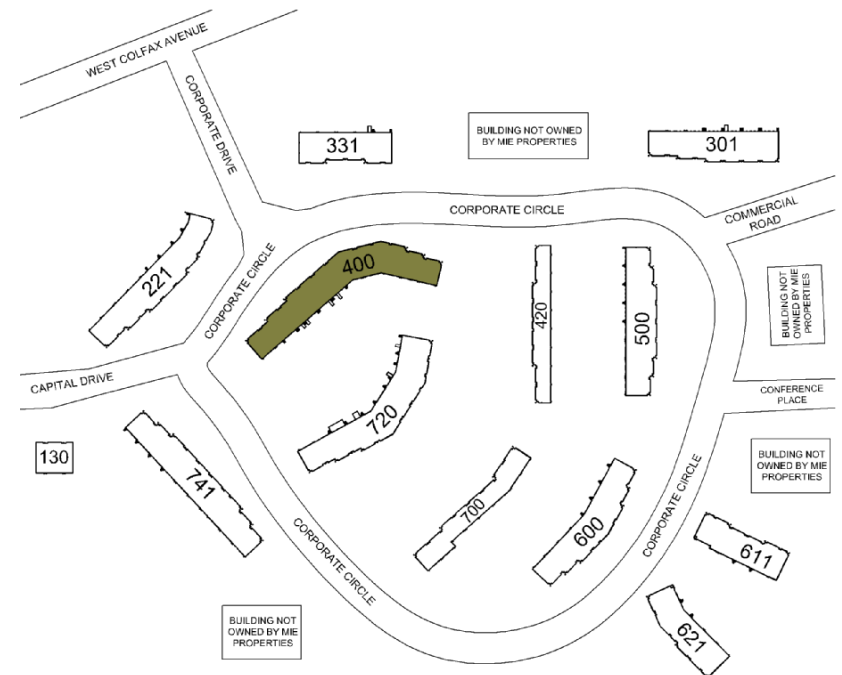 WEST COLFAX AVENUE
CORPORATE DRIVE
331
BUILDING NOT OWNED
BY MIE PROPERTIES
301
CORPORATE CIRCLE
COMMERCIAL
ROAD
221
CORPORATE CIRCLE
400
420
500
BUILDING NOT
OWNED BY MIE
PROPERTIES
CAPITAL DRIVE
CONFERENCE
PLACE
720
130
741
BUILDING NOT
OWNED BY MIE
PROPERTIES
700
600
CORPORATE CIRCLE
CORPORATE CIRCLE
611
BUILDING NOT
OWNED BY MIE
PROPERTIES
621